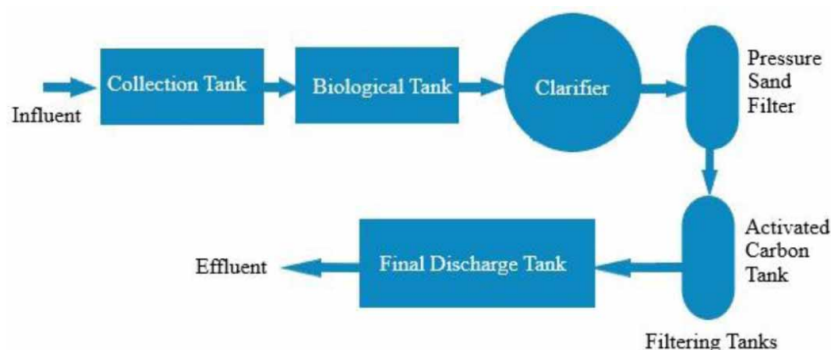 Influent
Collection Tank
Biological Tank
Clarifier
Pressure
Sand
Filter
Activated
Carbon
Tank
Filtering Tanks
Final Discharge Tank
Effluent